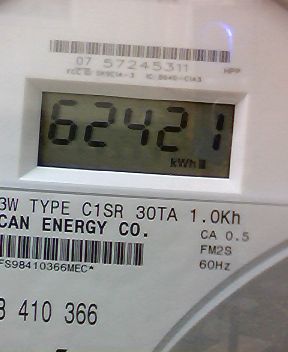 07 57245311
HPP
62421
kWh
3W TYPE C1SR 30TA 1.0Kh
CAN ENERGY CO.
CA 0.5
FM2S
60Hz
FS98410366MEC*
410 366